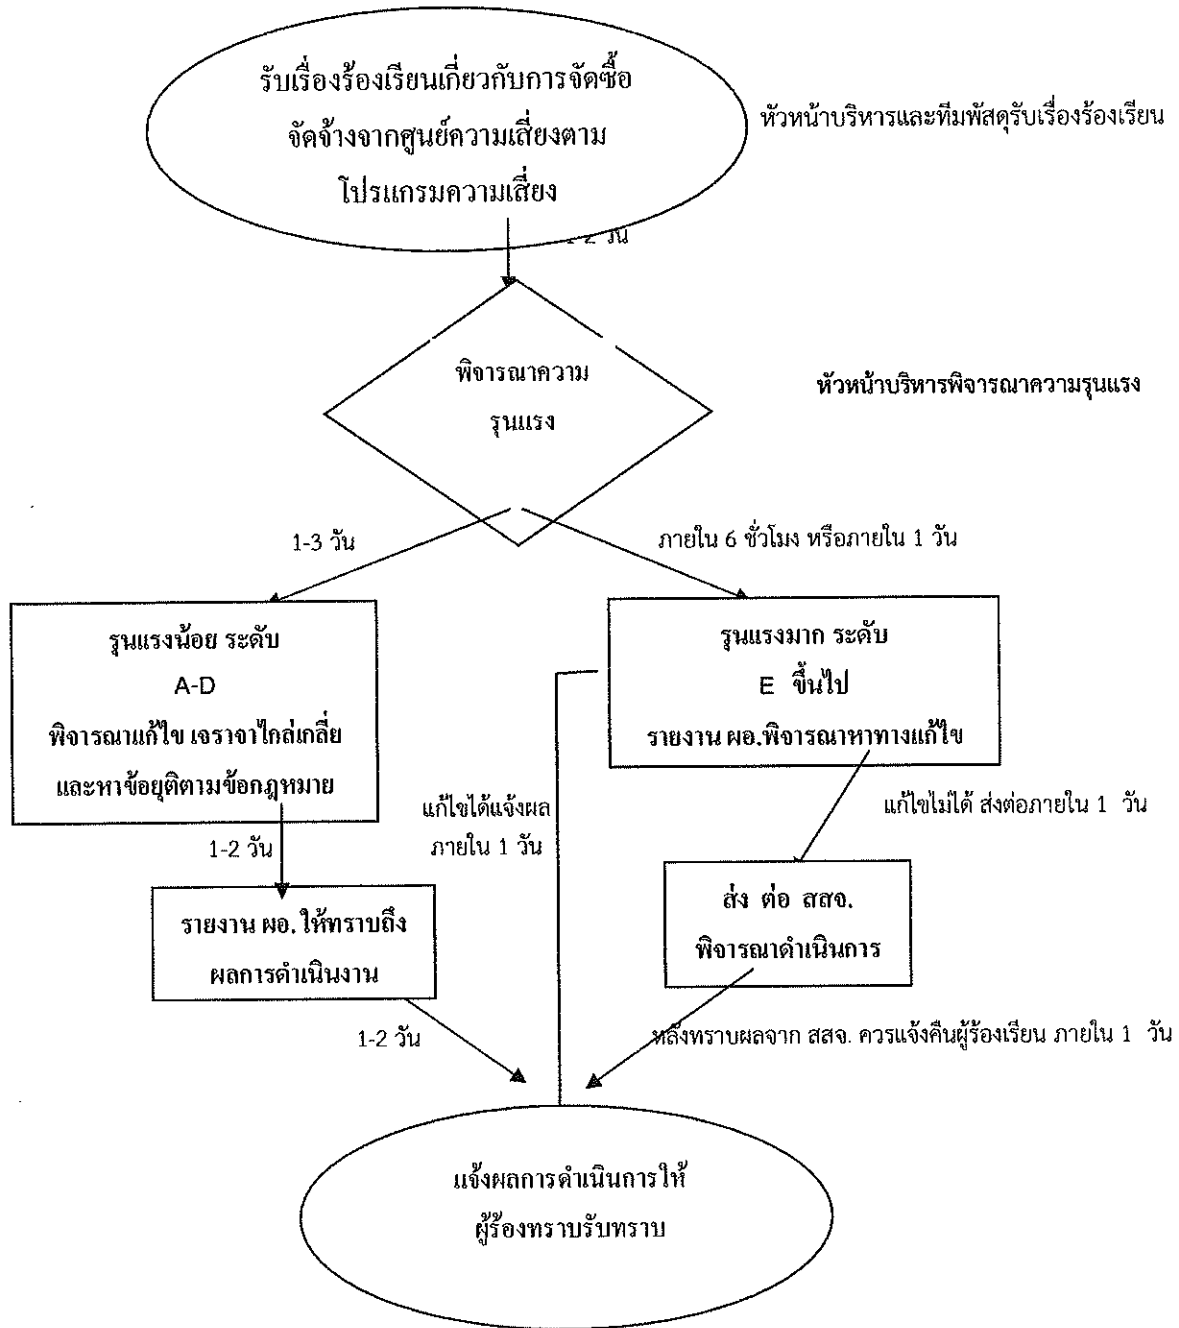 รับเรื่องร้องเรียนเกี่ยวกับการจัดซื้อ
จัดจ้างจากศูนย์ความเสี่ยงตาม
โปรแกรมความเสี่ยง
หัวหน้าบริหารและทีมพัสดุรับเรื่องร้องเรียน
1-2 วัน
พิจารณาความ
รุนแรง
หัวหน้าบริหารพิจารณาความรุนแรง
1-3 วัน
ภายใน 6 ชั่วโมง หรือภายใน 1 วัน
รุนแรงน้อย ระดับ
A-D
พิจารณาแก้ไข เจราจาไกล่เกลี่ย
และหาข้อยุติตามข้อกฎหมาย
รุนแรงมาก ระดับ
E ขึ้นไป
รายงาน ผอ.พิจารณาหาทางแก้ไข
แก้ไขได้แจ้งผล
ภายใน 1 วัน
แก้ไขไม่ได้ ส่งต่อภายใน 1 วัน
1-2 วัน
รายงาน ผอ. ให้ทราบถึง
ผลการดำเนินงาน
ส่ง ต่อ สสจ.
พิจารณาดำเนินการ
1-2 วัน
หลังทราบผลจาก สสจ. ควรแจ้งคืนผู้ร้องเรียน ภายใน 1 วัน
แจ้งผลการดำเนินการให้
ผู้ร้องทราบรับทราบ